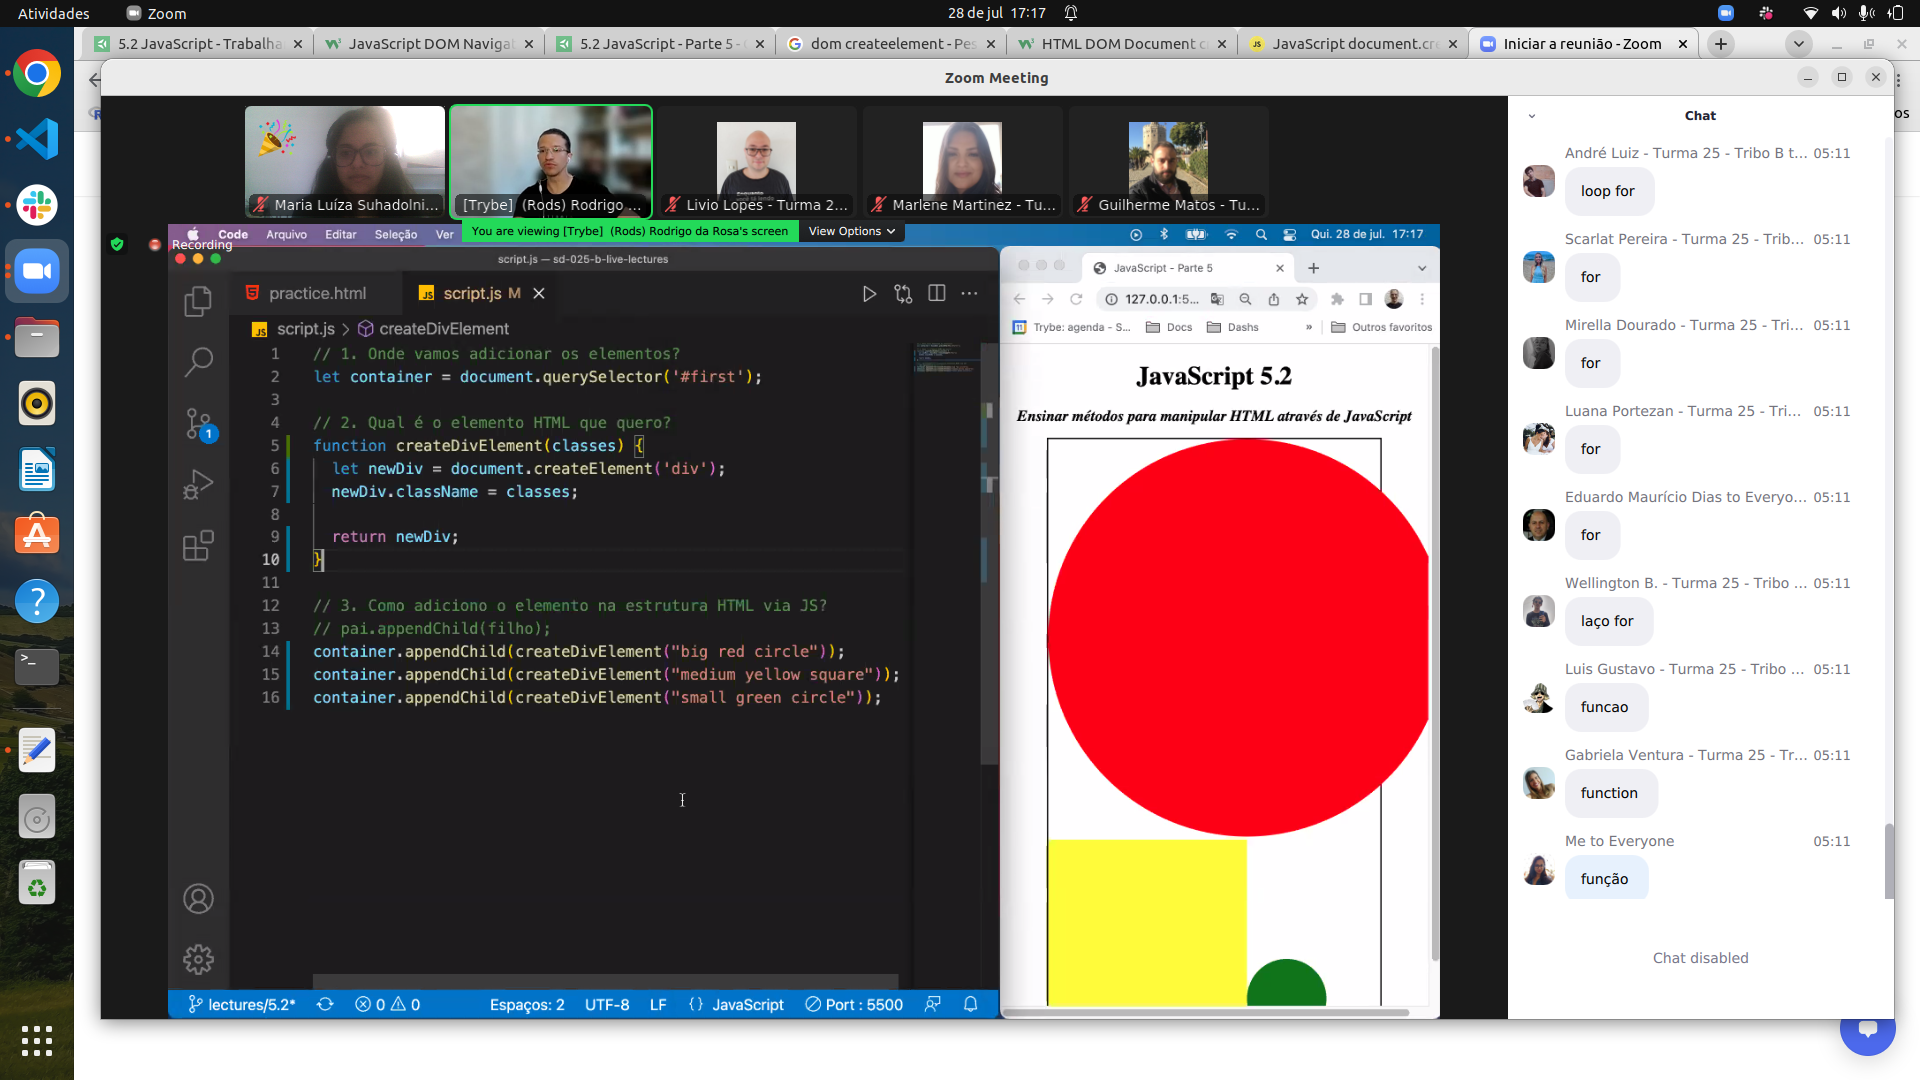 Atividades
Zoom
28 de jul 17:17
5.2 JavaScript - Trabalha
JavaScript DOM Navigat
5.2 JavaScript - Parte 5 -
dom createelement - Pes
HTML DOM Document c
JavaScript document.cre
Iniciar a reunião - Zoom
Zoom Meeting
Maria Luíza Suhadolni...
[Trybe] (Rods) Rodrigo ...
Livio Lopes - Turma 2...
Marlene Martinez - Tu...
Guilherme Matos - Tu...
Recording
Code Arquivo Editar Seleção Ver
You are viewing [Trybe] (Rods) Rodrigo da Rosa's screen
View Options
Qui. 28 de jul. 17:17
script.js — sd-025-b-live-lectures
practice.html
JS script.js M
JS script.js > createDivElement
1 // 1. Onde vamos adicionar os elementos?
2 let container = document.querySelector('#first');
3
4 // 2. Qual é o elemento HTML que quero?
5 function createDivElement(classes) {
6 let newDiv = document.createElement('div');
7 newDiv.className = classes;
8
9 return newDiv;
10 }
11
12 // 3. Como adiciono o elemento na estrutura HTML via JS?
13 // pai.appendChild(filho);
14 container.appendChild(createDivElement("big red circle"));
15 container.appendChild(createDivElement("medium yellow square"));
16 container.appendChild(createDivElement("small green circle"));
1
lectures/5.2*
0 0
Espaços: 2
UTF-8
LF
{} JavaScript
Port : 5500
JavaScript - Parte 5
127.0.0.1:5...
Trybe: agenda - S...
Docs
Dashs
»
Outros favoritos
JavaScript 5.2
Ensinar métodos para manipular HTML através de JavaScript
Chat
André Luiz - Turma 25 - Tribo B t... 05:11
loop for
Scarlat Pereira - Turma 25 - Trib... 05:11
for
Mirella Dourado - Turma 25 - Tri... 05:11
for
Luana Portezan - Turma 25 - Tri... 05:11
for
Eduardo Maurício Dias to Everyo... 05:11
for
Wellington B. - Turma 25 - Tribo ... 05:11
laço for
Luis Gustavo - Turma 25 - Tribo ... 05:11
funcao
Gabriela Ventura - Turma 25 - Tr... 05:11
function
Me to Everyone 05:11
função
Chat disabled
os